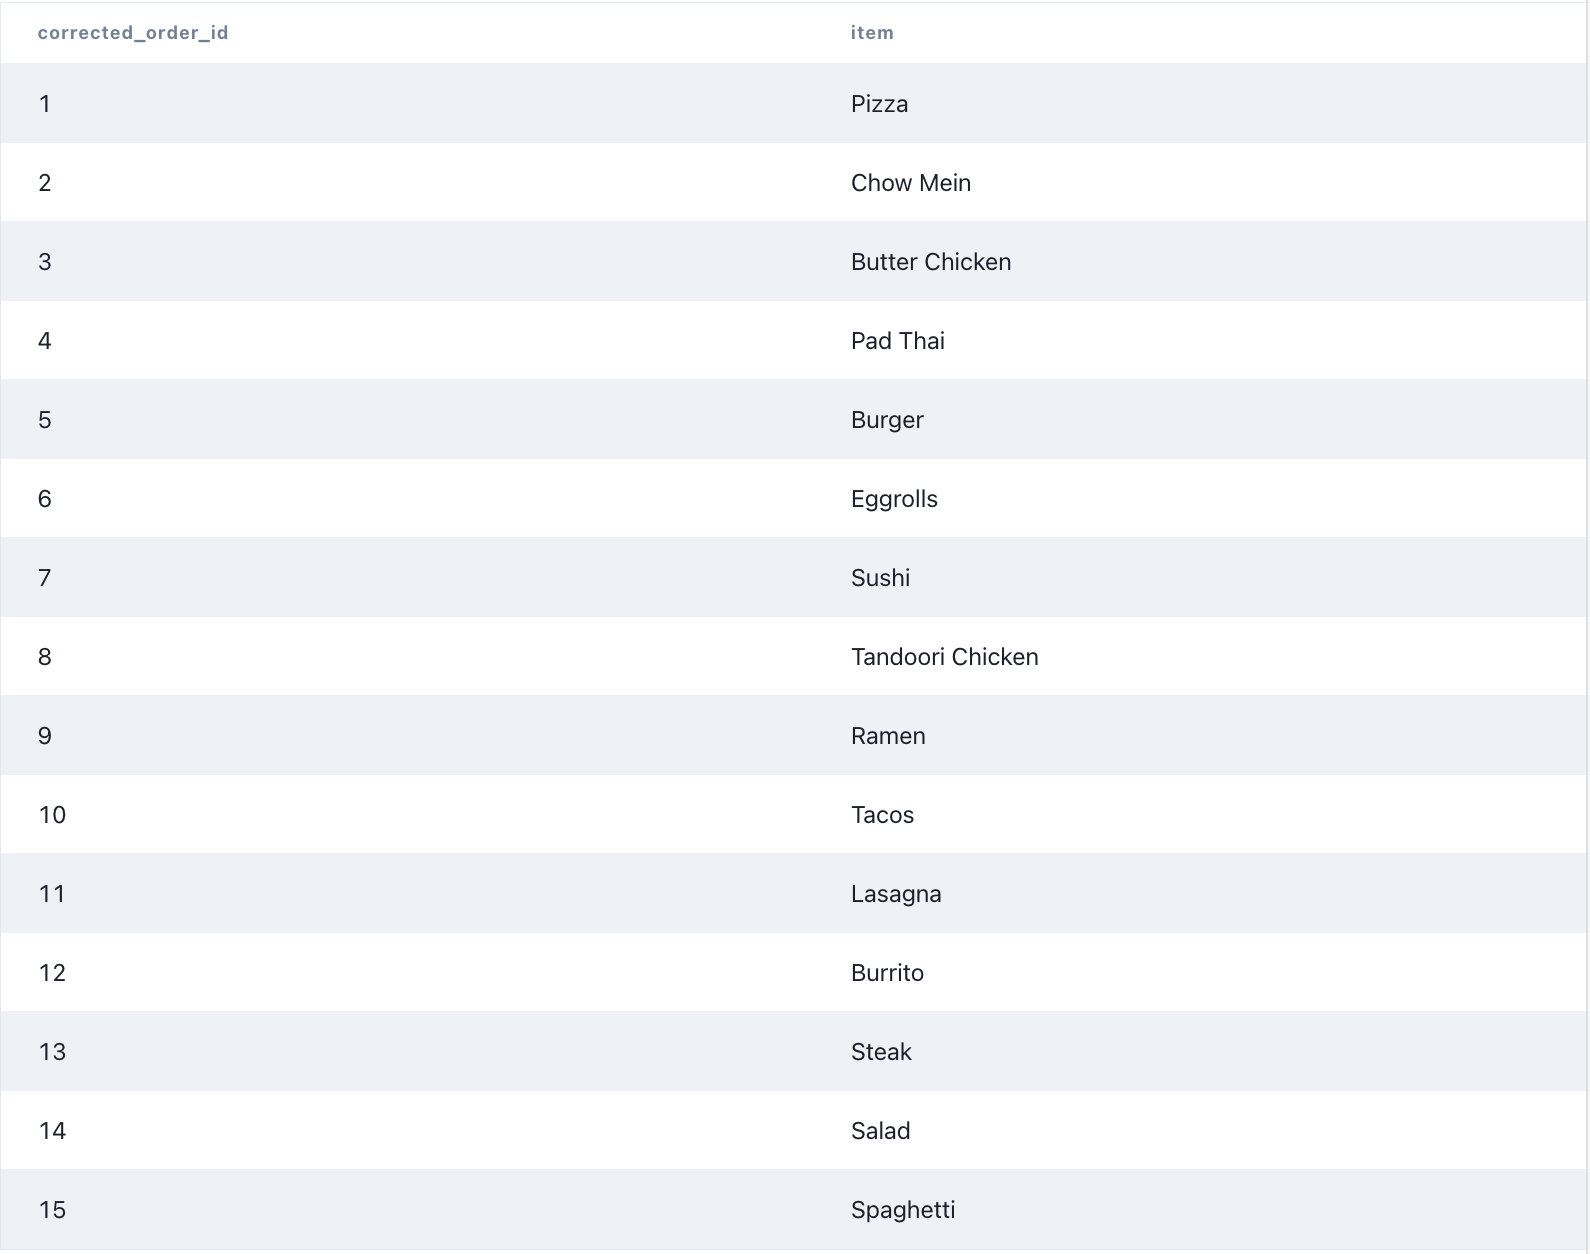 corrected_order_id item
1 Pizza
2 Chow Mein
3 Butter Chicken
4 Pad Thai
5 Burger
6 Eggrolls
7 Sushi
8 Tandoori Chicken
9 Ramen
10 Tacos
11 Lasagna
12 Burrito
13 Steak
14 Salad
15 Spaghetti